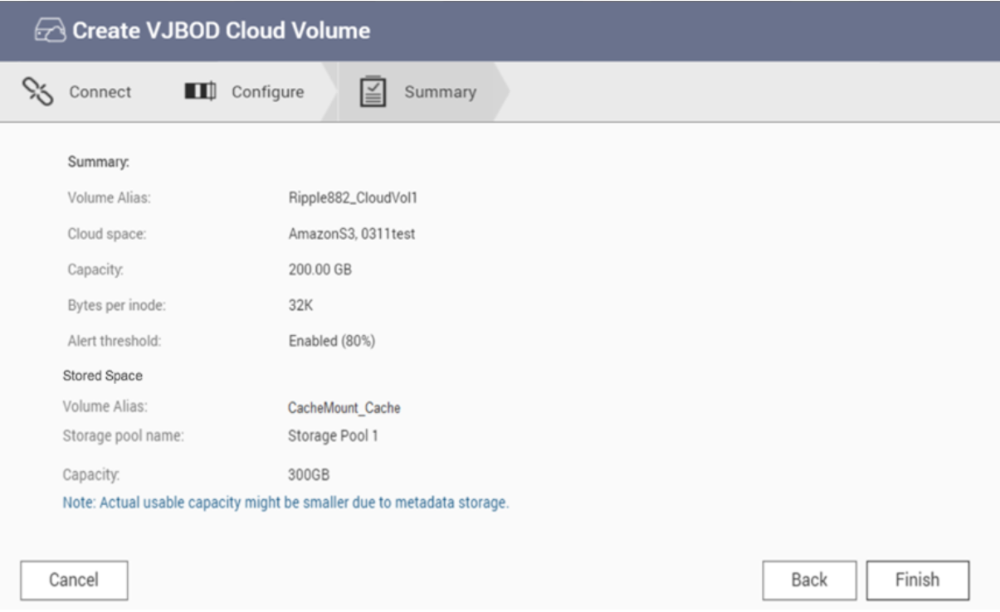 Create VJBOD Cloud Volume
Connect Configure Summary
Summary:
Volume Alias: Ripple882_CloudVol1
Cloud space: AmazonS3, 0311test
Capacity: 200.00 GB
Bytes per inode: 32K
Alert threshold: Enabled (80%)
Stored Space
Volume Alias: CacheMount_Cache
Storage pool name: Storage Pool 1
Capacity: 300GB
Note: Actual usable capacity might be smaller due to metadata storage.
Cancel Back Finish